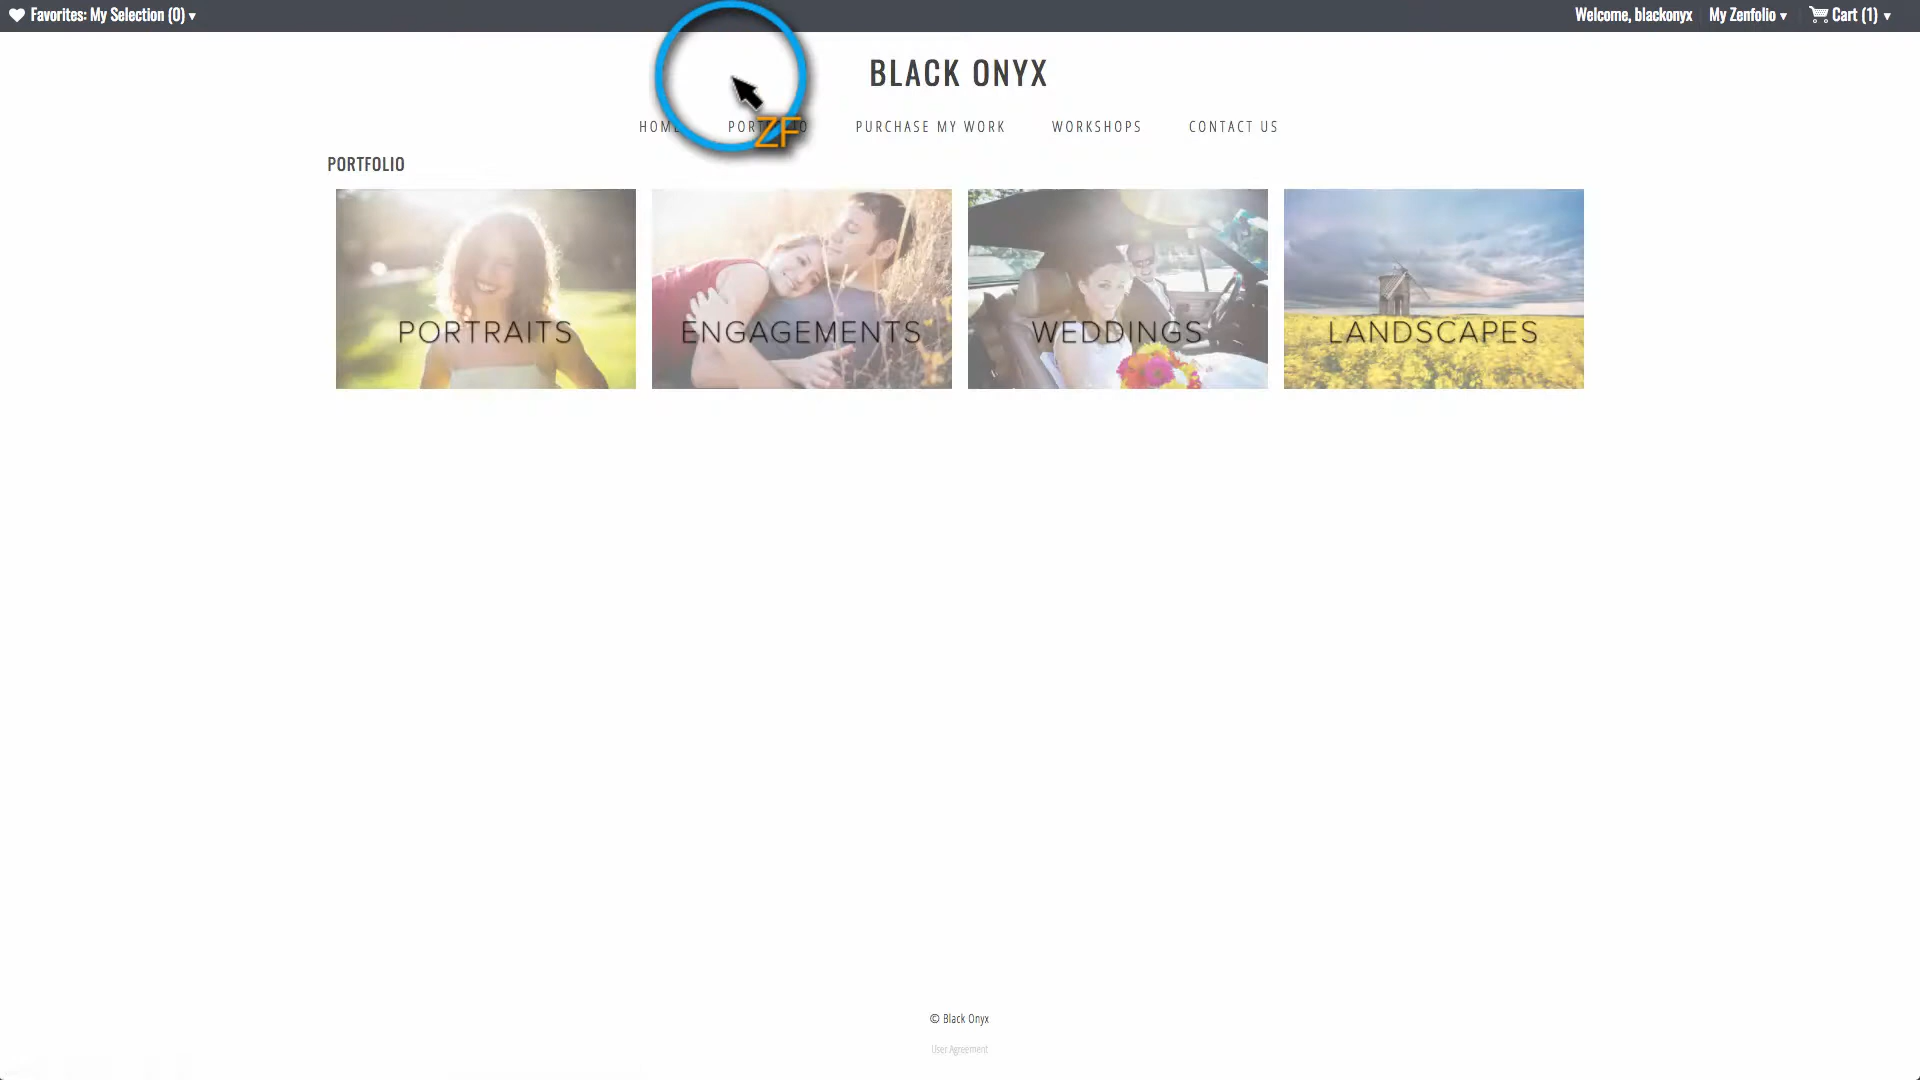 Favorites: My Selection (0) ▾
Welcome, blackonyx
My Zenfolio ▾
Cart (1) ▾
BLACK ONYX
PURCHASE MY WORK
WORKSHOPS
CONTACT US
ZF
PORTFOLIO
PORTRAITS
ENGAGEMENTS
WEDDINGS
LANDSCAPES
© Black Onyx
User Agreement